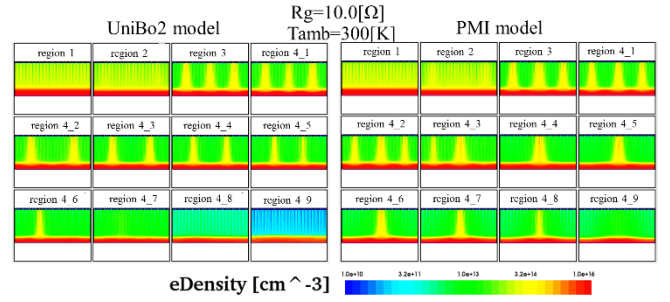 UniBo2 model
Rg=10.0[Ω]
Tamb=300[K]
PMI model
region 1 region 2 region 3 region 4_1 region 1 region 2 region 3 region 4_1
region 4_2 region 4_3 region 4_4 region 4_5 region 4_2 region 4_3 region 4_4 region 4_5
region 4_6 region 4_7 region 4_8 region 4_9 region 4_6 region 4_7 region 4_8 region 4_9
eDensity [cm^-3]
1.0e+10 3.2e+11 1.0e+13 3.2e+14 1.0e+16